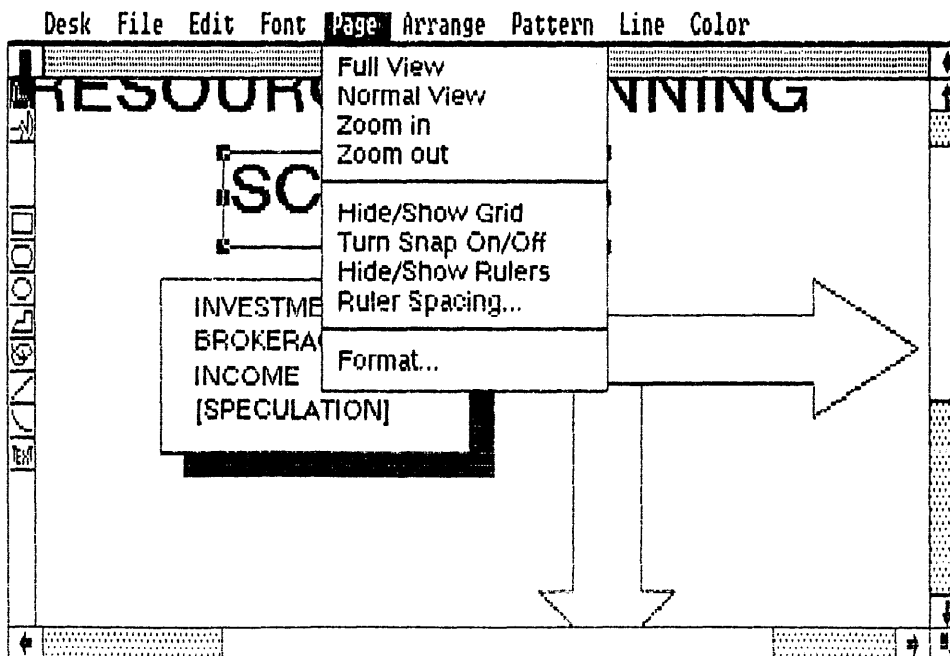 Desk File Edit Font Page Arrange Pattern Line Color
Full View
Normal View
Zoom in
Zoom out
Hide/Show Grid
Turn Snap On/Off
Hide/Show Rulers
Ruler Spacing...
Format...
RESOUR NNING
SC
INVESTME
BROKERA
INCOME
[SPECULATION]